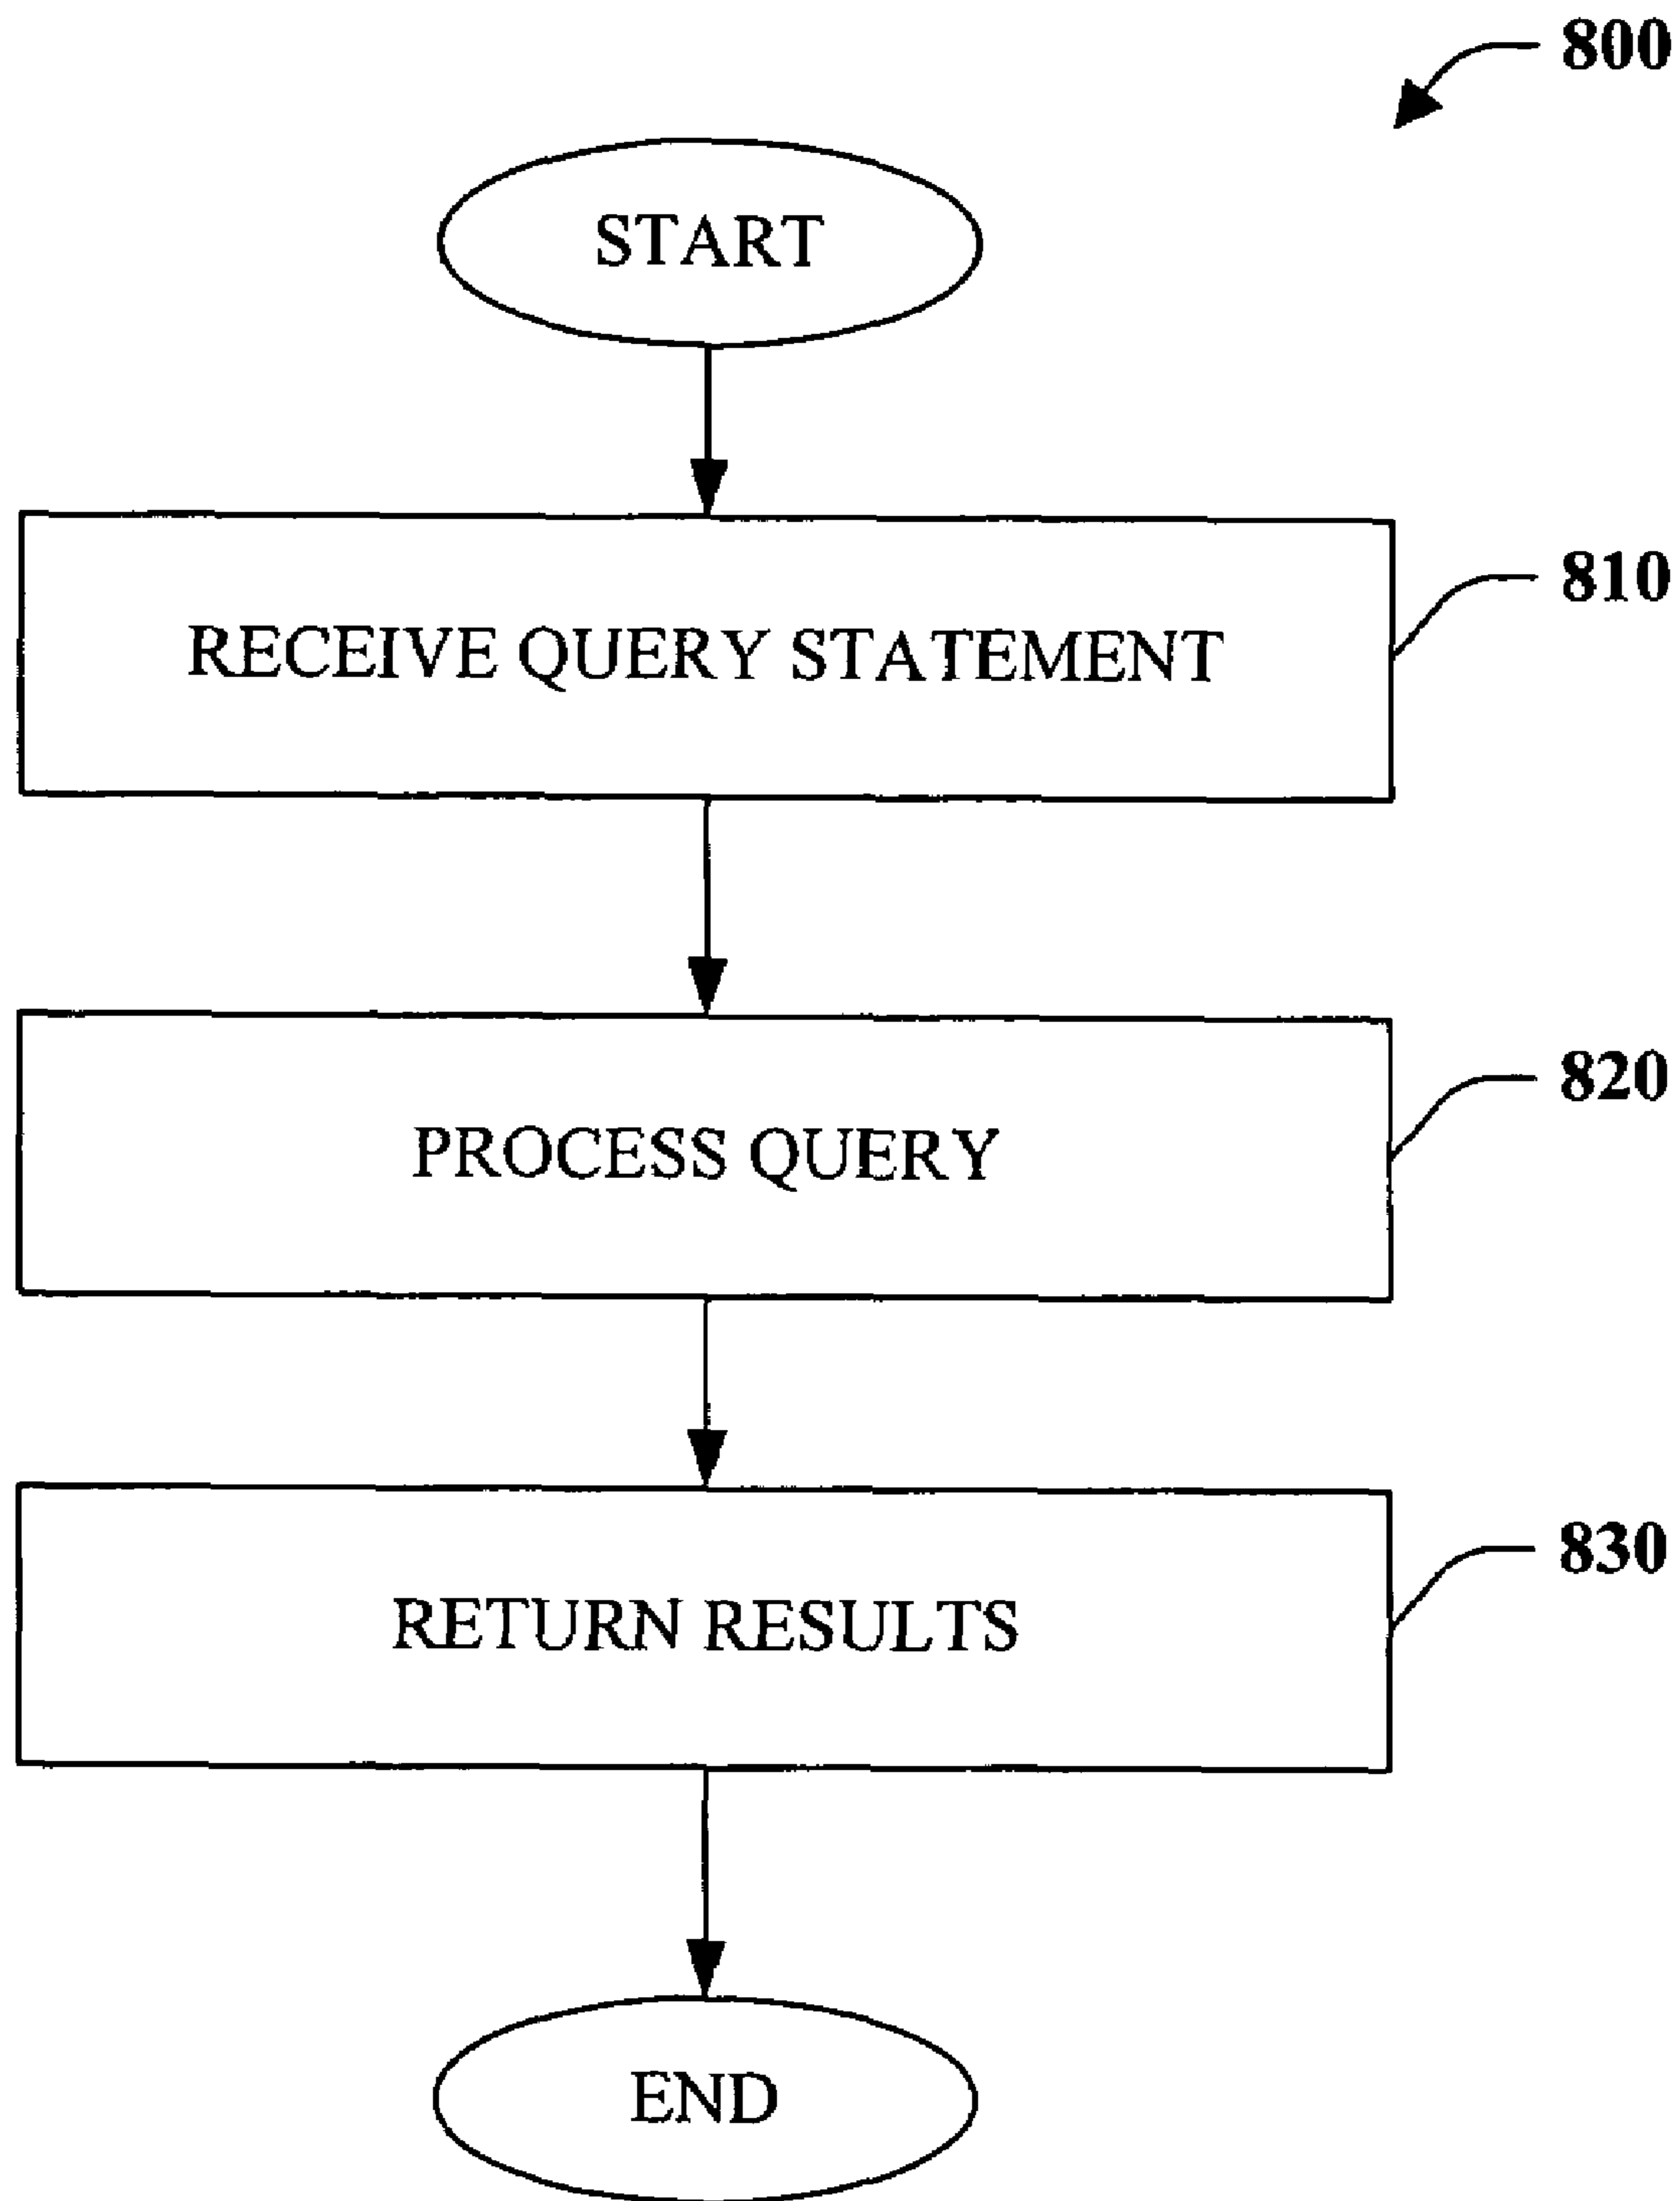 800
START
810
RECEIVE QUERY STATEMENT
820
PROCESS QUERY
830
RETURN RESULTS
END